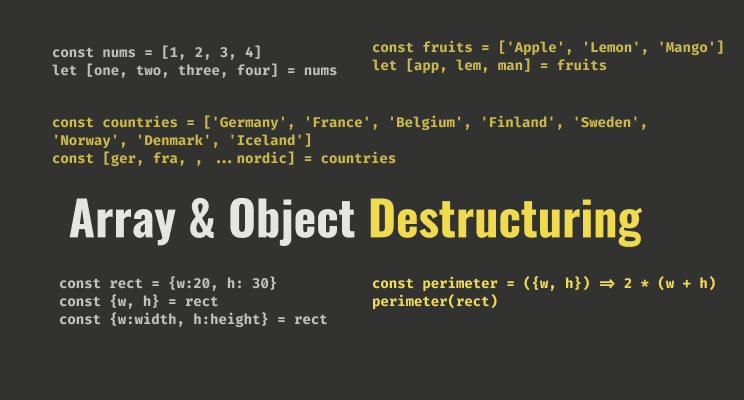 const nums = [1, 2, 3, 4]
let [one, two, three, four] = nums
const fruits = ['Apple', 'Lemon', 'Mango']
let [app, lem, man] = fruits
const countries = ['Germany', 'France', 'Belgium', 'Finland', 'Sweden',
'Norway', 'Denmark', 'Iceland']
const [ger, fra, , ...nordic] = countries
Array & Object Destructuring
const rect = {w:20, h: 30}
const {w, h} = rect
const {w:width, h:height} = rect
const perimeter = ({w, h}) => 2 * (w + h)
perimeter(rect)